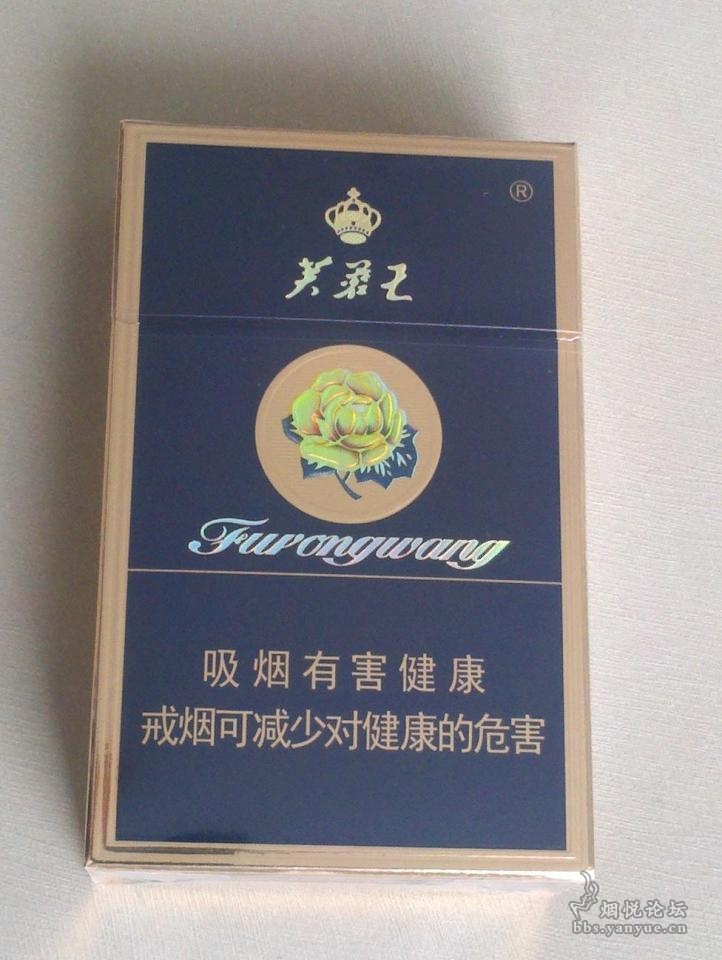 ®
芙蓉王
Furongwang
吸烟有害健康
戒烟可减少对健康的危害
烟悦论坛
bbs.yanyue.cn